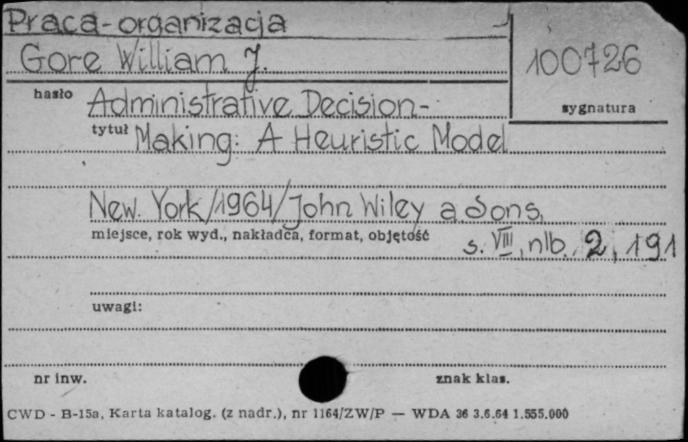 Praca - organizacja
Gore William J.
100726
hasło
sygnatura
Administrative Decision-
tytuł
Making: A Heuristic Model
New. York/1964/John Wiley a. Sons.
miejsce, rok wyd., nakładca, format, objętość
s. VIII, nlb. 2, 191
uwagi:
nr inw.
znak klas.
CWD - B-15a, Karta katalog. (z nadr.), nr 1164/ZW/P — WDA 36 3.6.64 1.555.000